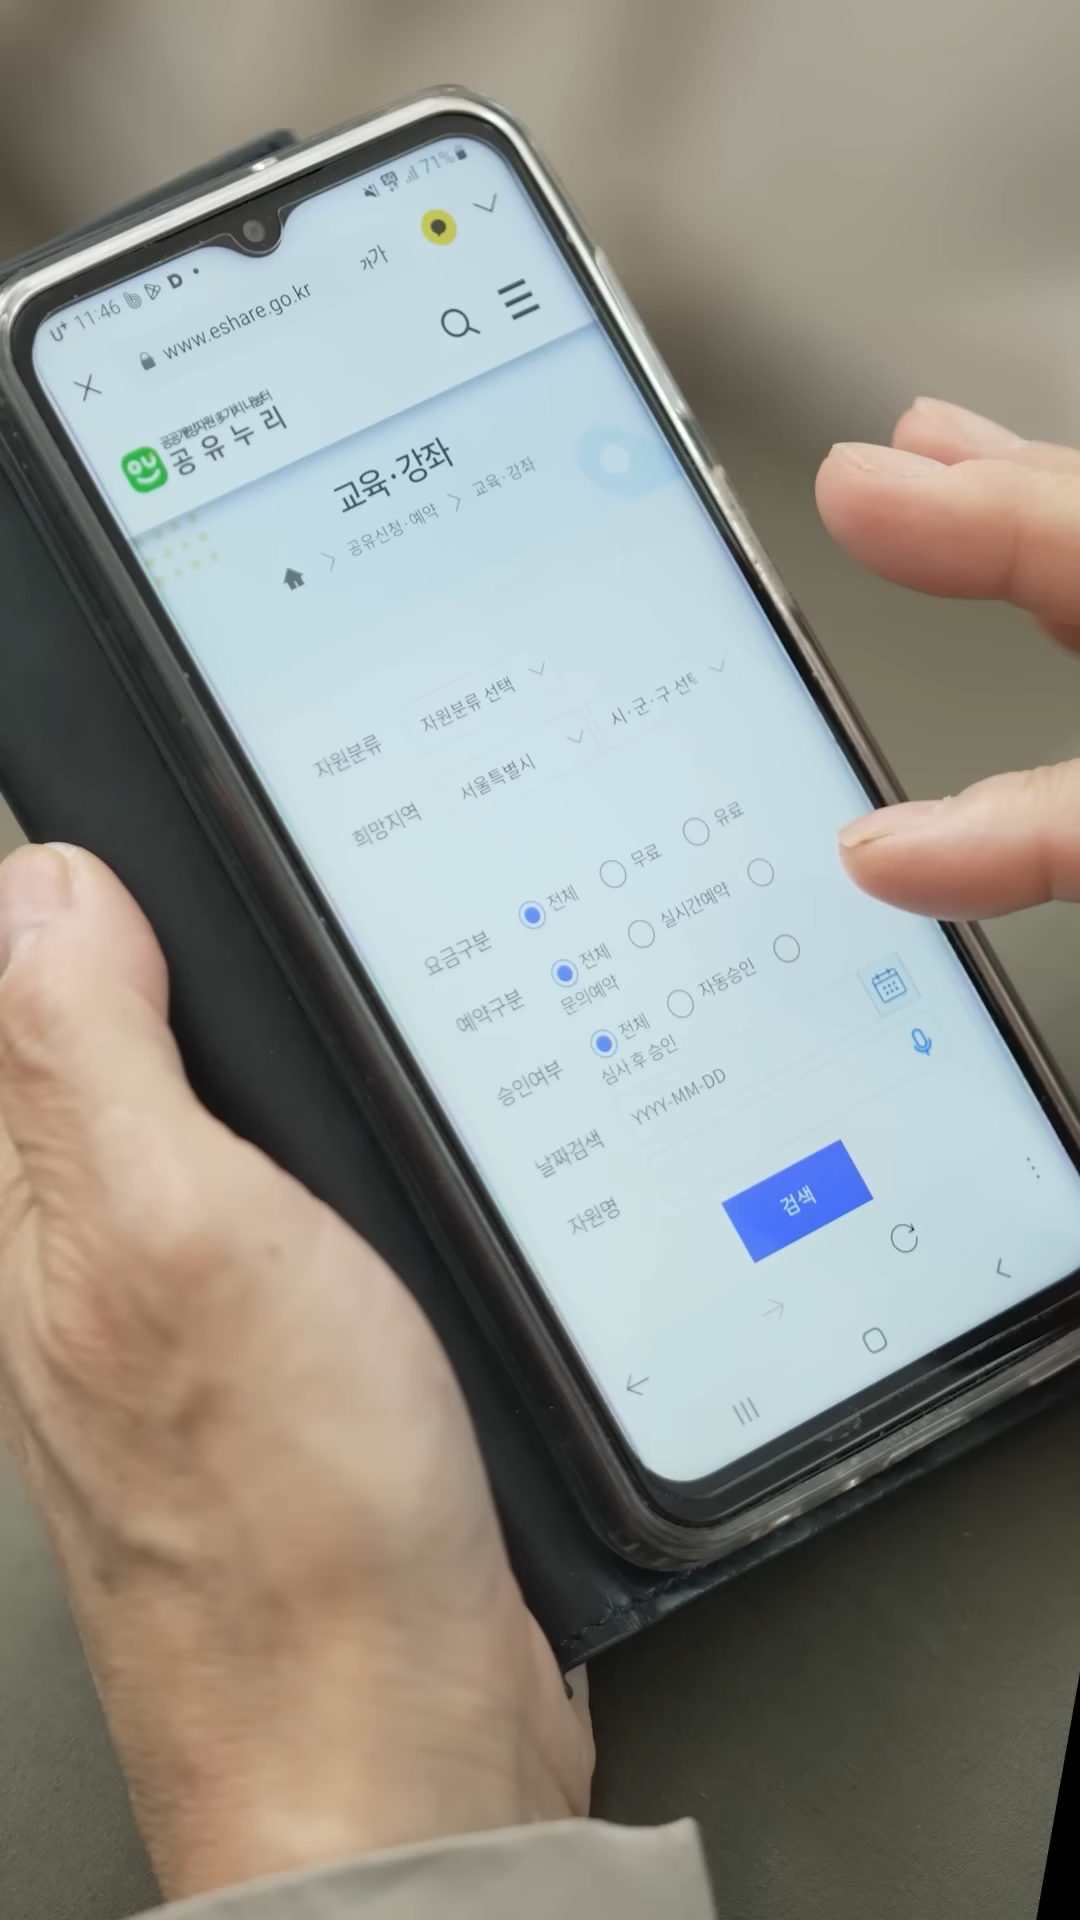 U+ 11:46 D 71%
www.eshare.go.kr 가가
공공개방자원 多가치나눔터
공유누리
교육·강좌
공유신청·예약 > 교육·강좌
자원분류 자원분류 선택
희망지역 서울특별시 시·군·구 선택
요금구분 전체 무료 유료
예약구분 전체 실시간예약
문의예약
승인여부 전체 자동승인
심사 후 승인
날짜검색 YYYY-MM-DD
자원명
검색